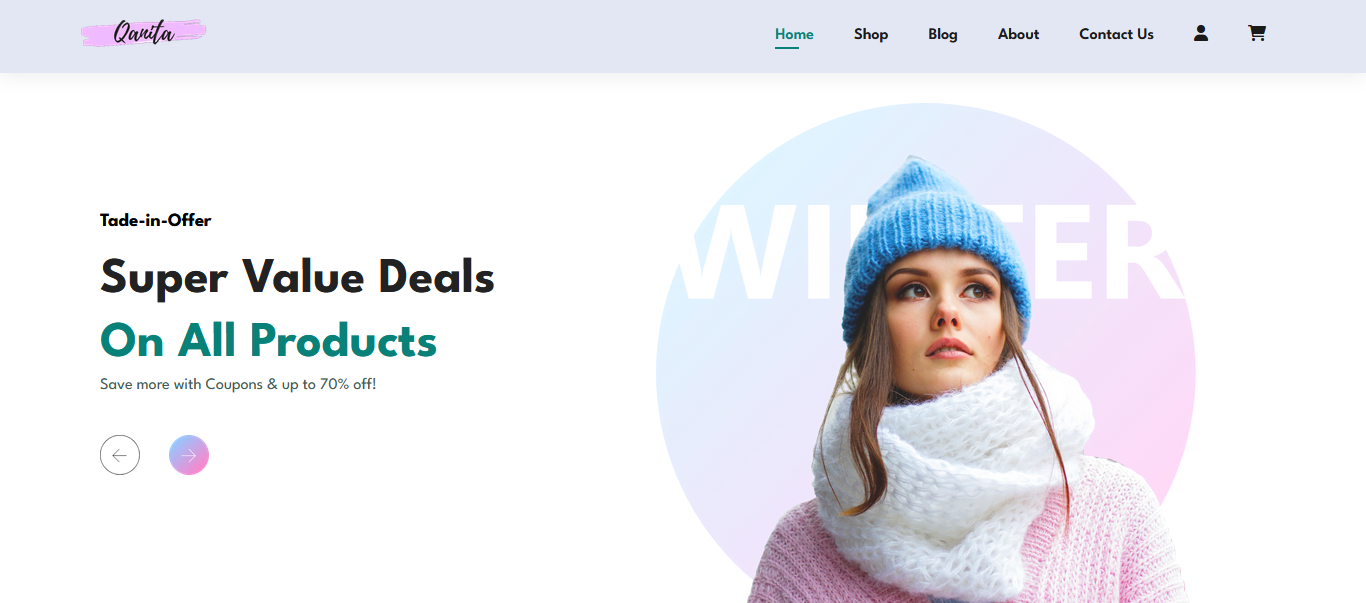 Qanita
Home Shop Blog About Contact Us
WINTER
Tade-in-Offer
Super Value Deals
On All Products
Save more with Coupons & up to 70% off!